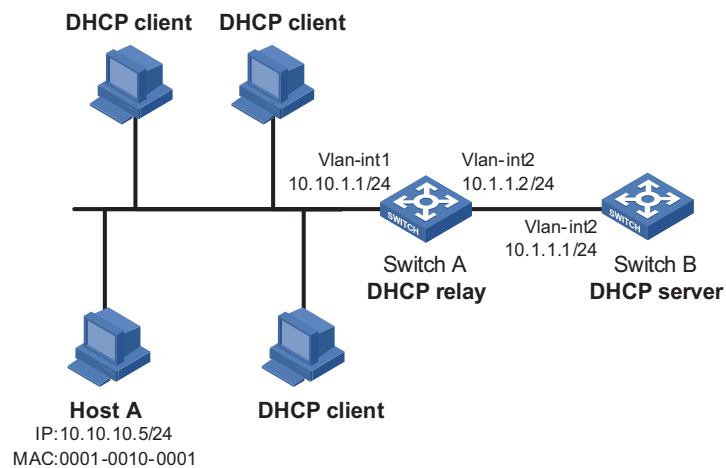 DHCP client
DHCP client
Vlan-int1
10.10.1.1/24
Vlan-int2
10.1.1.2/24
Vlan-int2
10.1.1.1/24
SWITCH
SWITCH
Switch A
DHCP relay
Switch B
DHCP server
Host A
IP:10.10.10.5/24
MAC:0001-0010-0001
DHCP client